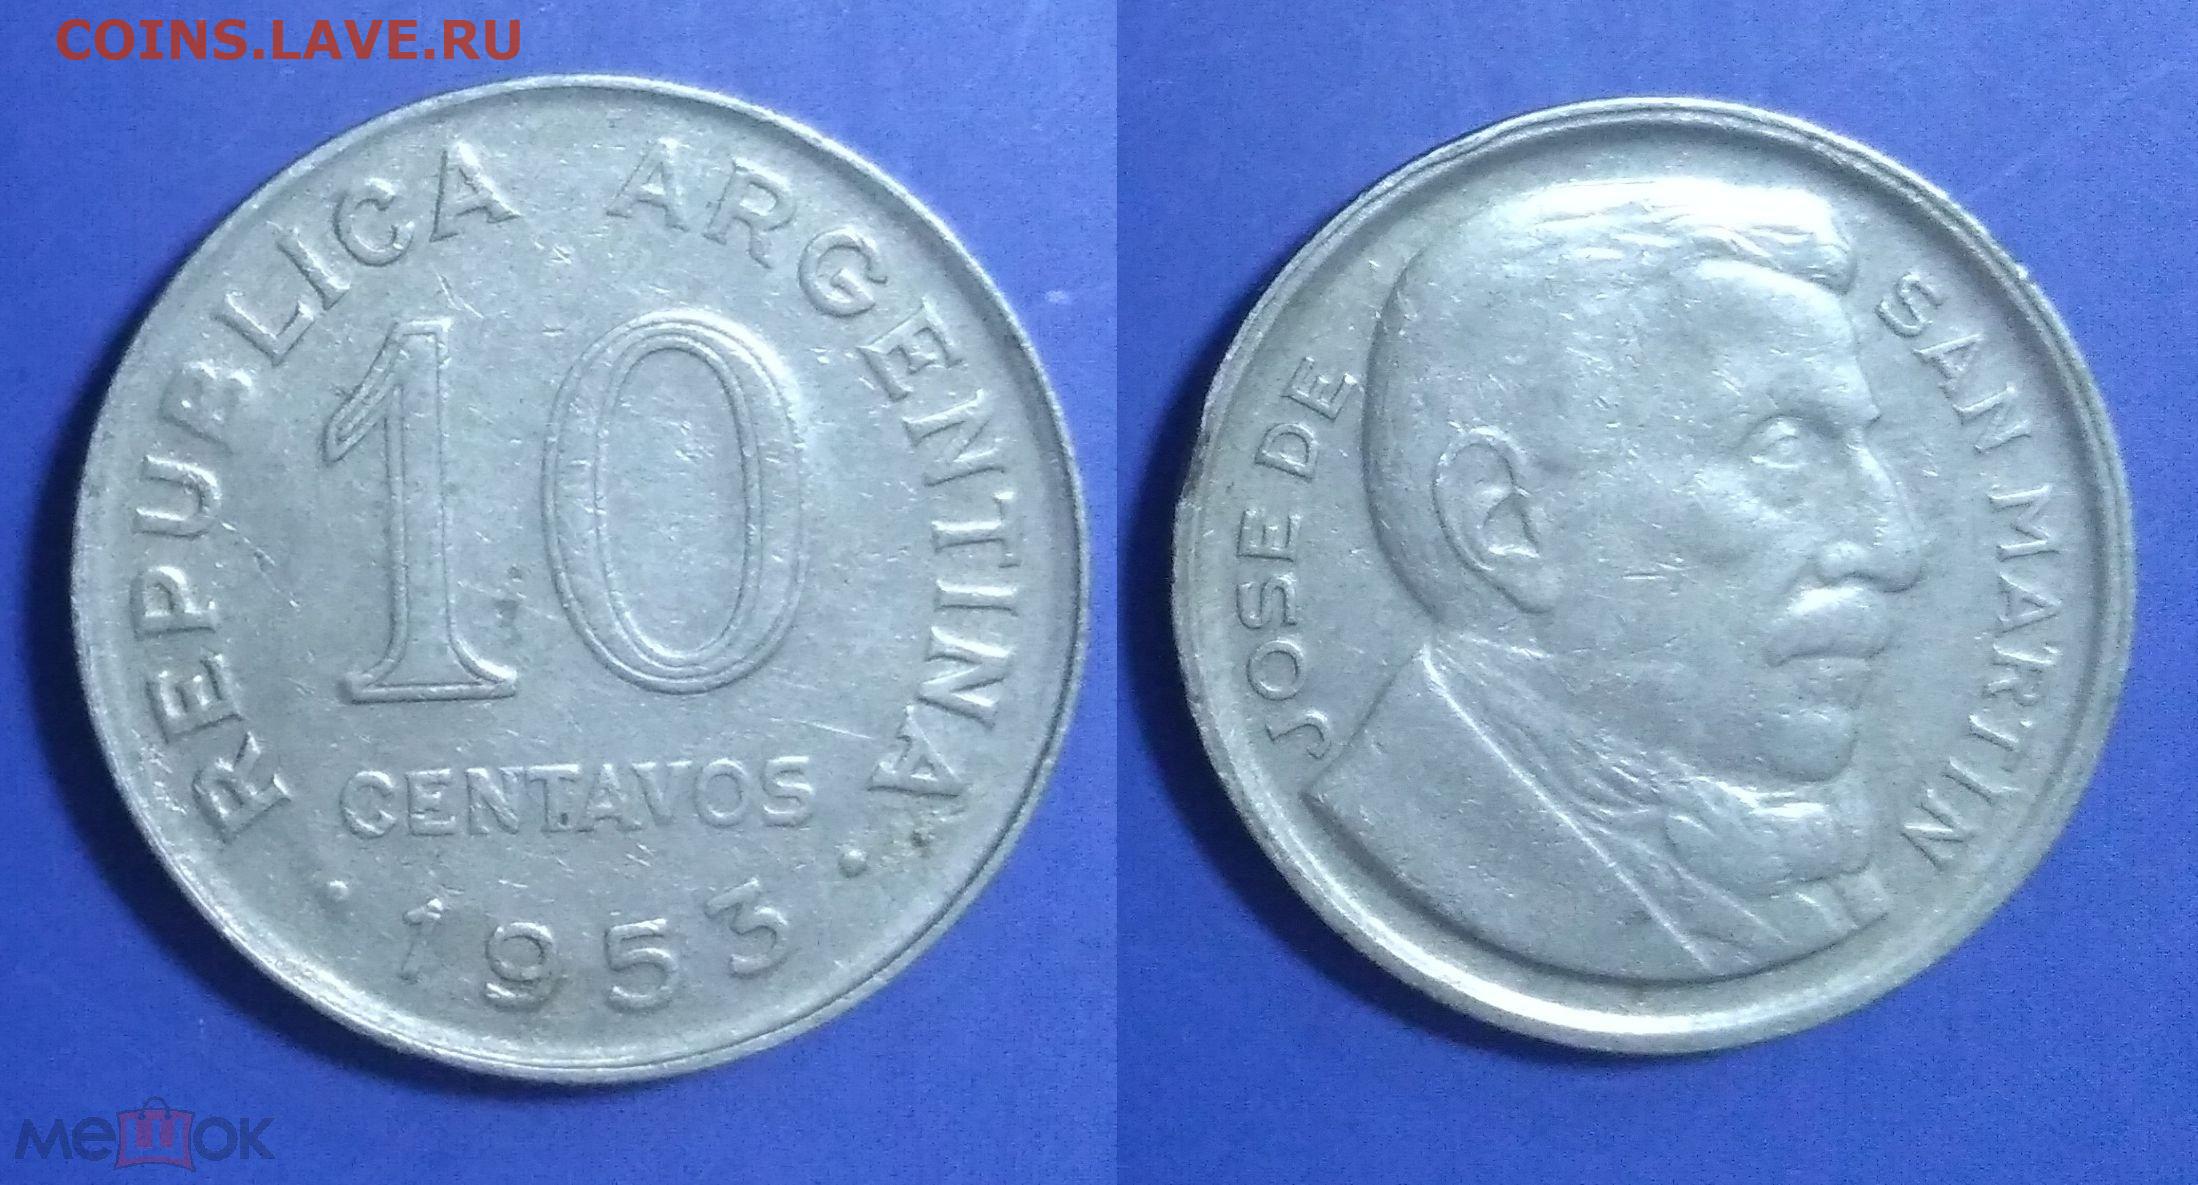 COINS.LAVE.RU
REPUBLICA ARGENTINA
10
CENTAVOS
· 1953 ·
JOSE DE SAN MARTIN
мешок